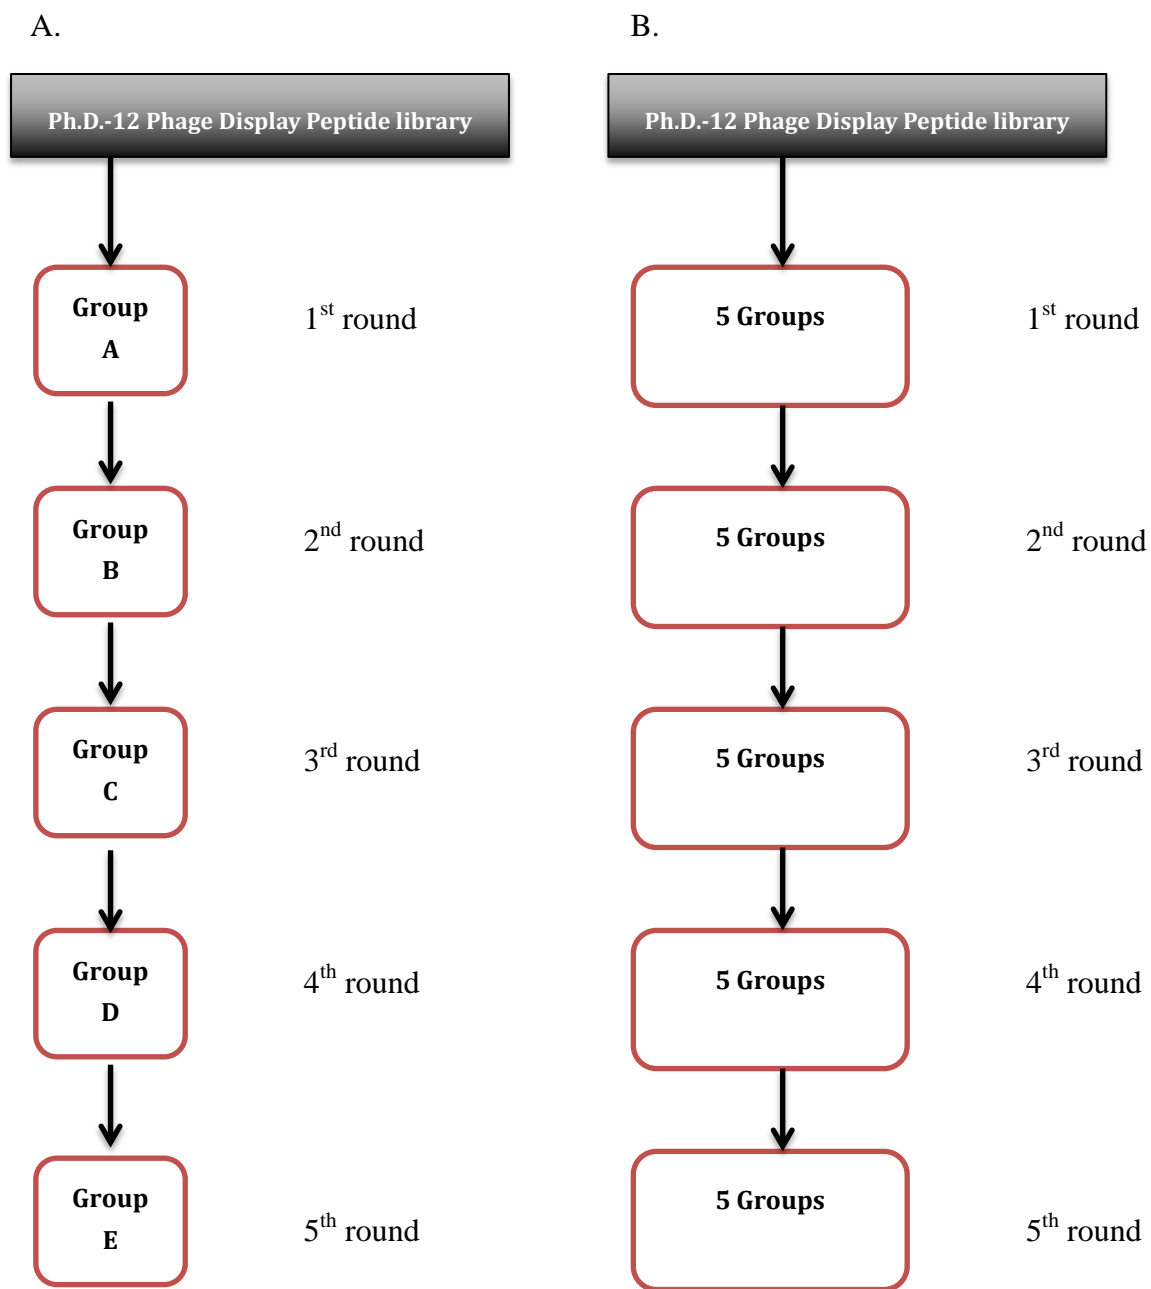 A.
Ph.D.-12 Phage Display Peptide library
Group
A
1st round
Group
B
2nd round
Group
C
3rd round
Group
D
4th round
Group
E
5th round
B.
Ph.D.-12 Phage Display Peptide library
5 Groups
1st round
5 Groups
2nd round
5 Groups
3rd round
5 Groups
4th round
5 Groups
5th round